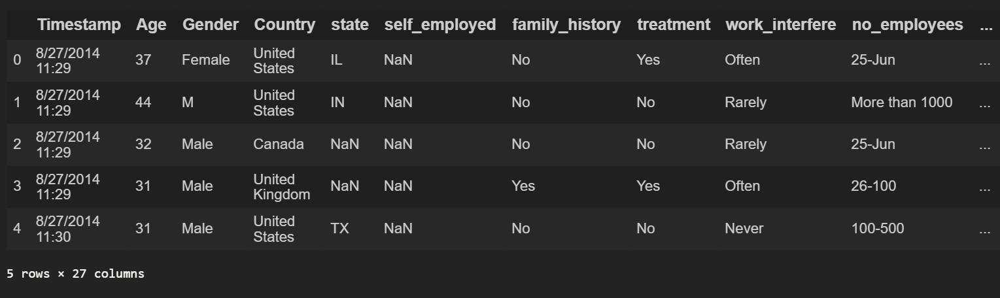 Timestamp Age Gender Country state self_employed family_history treatment work_interfere no_employees ...
0 8/27/2014 11:29 37 Female United States IL NaN No Yes Often 25-Jun ...
1 8/27/2014 11:29 44 M United States IN NaN No No Rarely More than 1000 ...
2 8/27/2014 11:29 32 Male Canada NaN NaN No No Rarely 25-Jun ...
3 8/27/2014 11:29 31 Male United Kingdom NaN NaN Yes Yes Often 26-100 ...
4 8/27/2014 11:30 31 Male United States TX NaN No No Never 100-500 ...
5 rows × 27 columns